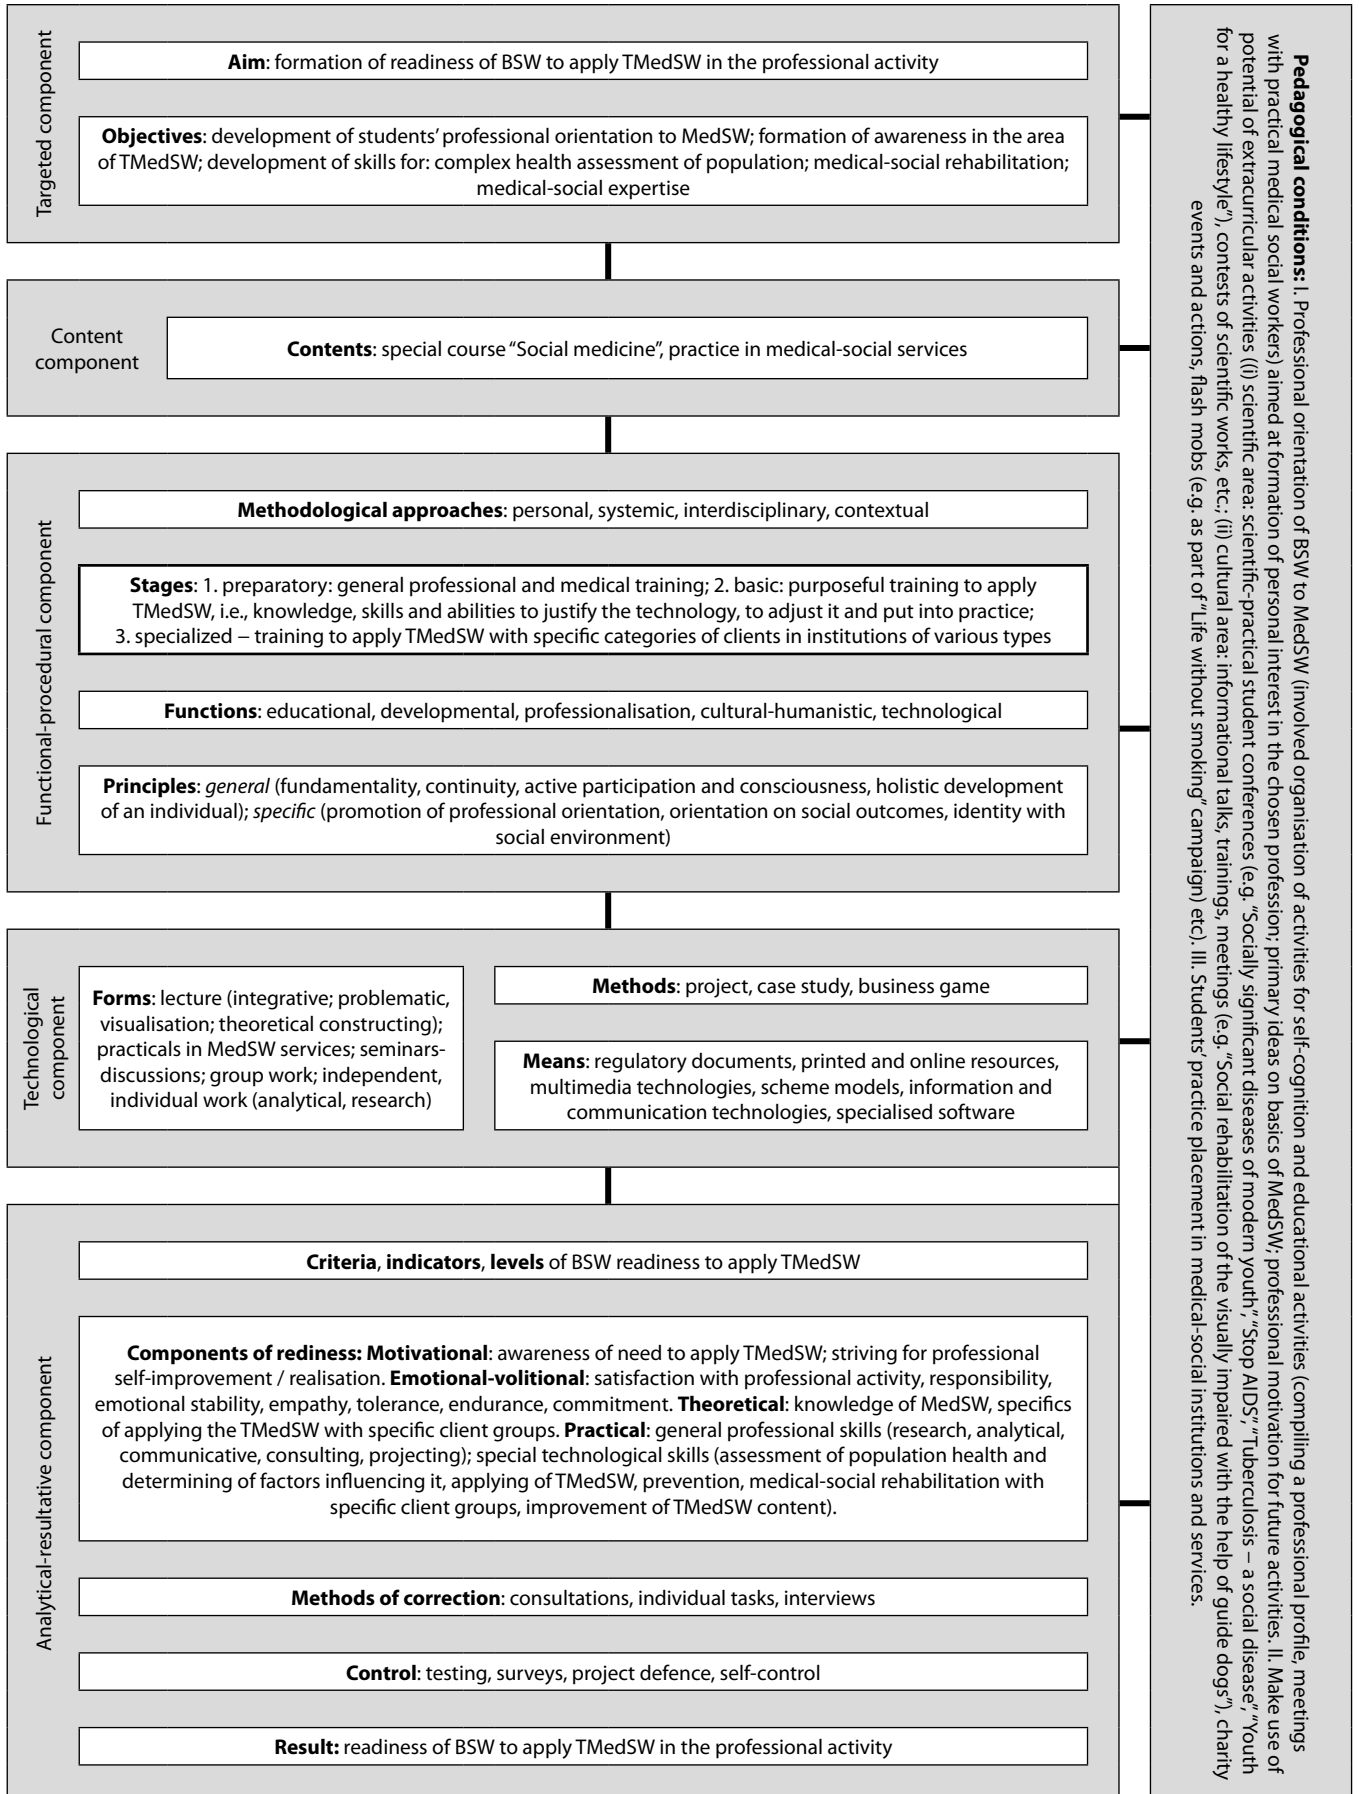 Targeted component
Aim: formation of readiness of BSW to apply TMedSW in the professional activity
Objectives: development of students' professional orientation to MedSW; formation of awareness in the area
of TMedSW; development of skills for: complex health assessment of population; medical-social rehabilitation;
medical-social expertise
Content
component
Contents: special course “Social medicine”, practice in medical-social services
Functional-procedural component
Methodological approaches: personal, systemic, interdisciplinary, contextual
Stages: 1. preparatory: general professional and medical training; 2. basic: purposeful training to apply
TMedSW, i.e., knowledge, skills and abilities to justify the technology, to adjust it and put into practice;
3. specialized – training to apply TMedSW with specific categories of clients in institutions of various types
Functions: educational, developmental, professionalisation, cultural-humanistic, technological
Principles: general (fundamentality, continuity, active participation and consciousness, holistic development
of an individual); specific (promotion of professional orientation, orientation on social outcomes, identity with
social environment)
Technological
component
Forms: lecture (integrative; problematic,
visualisation; theoretical constructing);
practicals in MedSW services; seminars-
discussions; group work; independent,
individual work (analytical, research)
Methods: project, case study, business game
Means: regulatory documents, printed and online resources,
multimedia technologies, scheme models, information and
communication technologies, specialised software
Analytical-resultative component
Criteria, indicators, levels of BSW readiness to apply TMedSW
Components of rediness: Motivational: awareness of need to apply TMedSW; striving for professional
self-improvement / realisation. Emotional-volitional: satisfaction with professional activity, responsibility,
emotional stability, empathy, tolerance, endurance, commitment. Theoretical: knowledge of MedSW, specifics
of applying the TMedSW with specific client groups. Practical: general professional skills (research, analytical,
communicative, consulting, projecting); special technological skills (assessment of population health and
determining of factors influencing it, applying of TMedSW, prevention, medical-social rehabilitation with
specific client groups, improvement of TMedSW content).
Methods of correction: consultations, individual tasks, interviews
Control: testing, surveys, project defence, self-control
Result: readiness of BSW to apply TMedSW in the professional activity
Pedagogical conditions: I. Professional orientation of BSW to MedSW (involved organisation of activities for self-cognition and educational activities (compiling a professional profile, meetings
with practical medical social workers) aimed at formation of personal interest in the chosen profession; primary ideas on basics of MedSW; professional motivation for future activities. II. Make use of
potential of extracurricular activities ((i) scientific area: scientific-practical student conferences (e.g. “Socially significant diseases of modern youth”, “Stop AIDS”, “Tuberculosis – a social disease”, “Youth
for a healthy lifestyle”), contests of scientific works, etc.; (ii) cultural area: informational talks, trainings, meetings (e.g. “Social rehabilitation of the visually impaired with the help of guide dogs”), charity
events and actions, flash mobs (e.g. as part of “Life without smoking” campaign) etc). III. Students' practice placement in medical-social institutions and services.